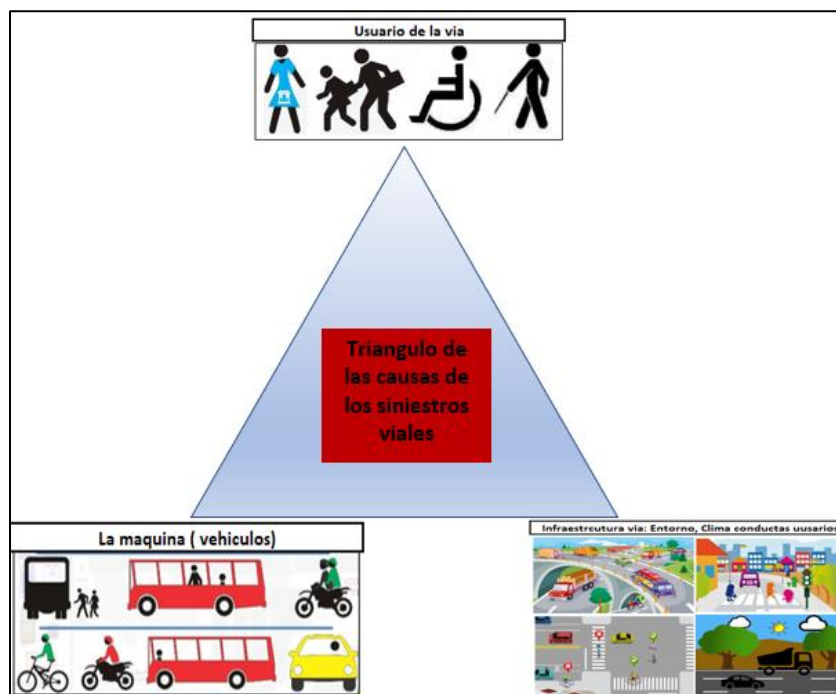 Usuario de la via
Triangulo de
las causas de
los siniestros
viales
La maquina ( vehiculos)
Infraestrcutura via: Entorno, Clima conductas uusarios